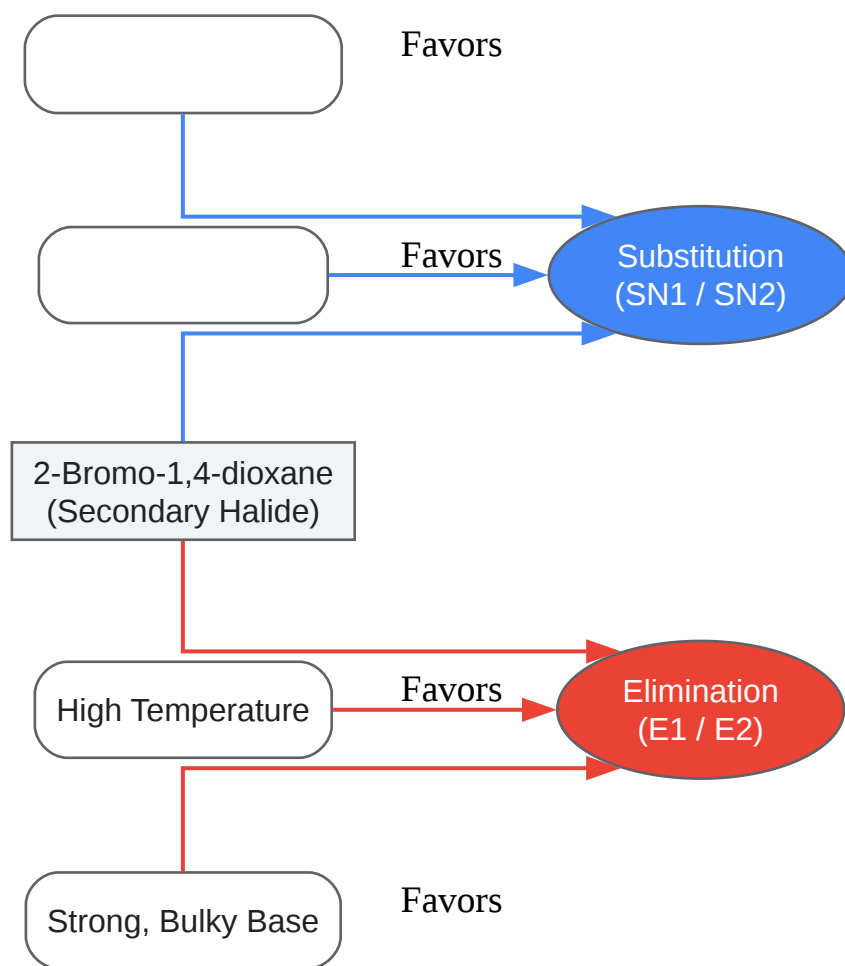 Favors
Favors
Substitution
(SN1 / SN2)
2-Bromo-1,4-dioxane
(Secondary Halide)
High Temperature
Favors
Elimination
(E1 / E2)
Strong, Bulky Base
Favors